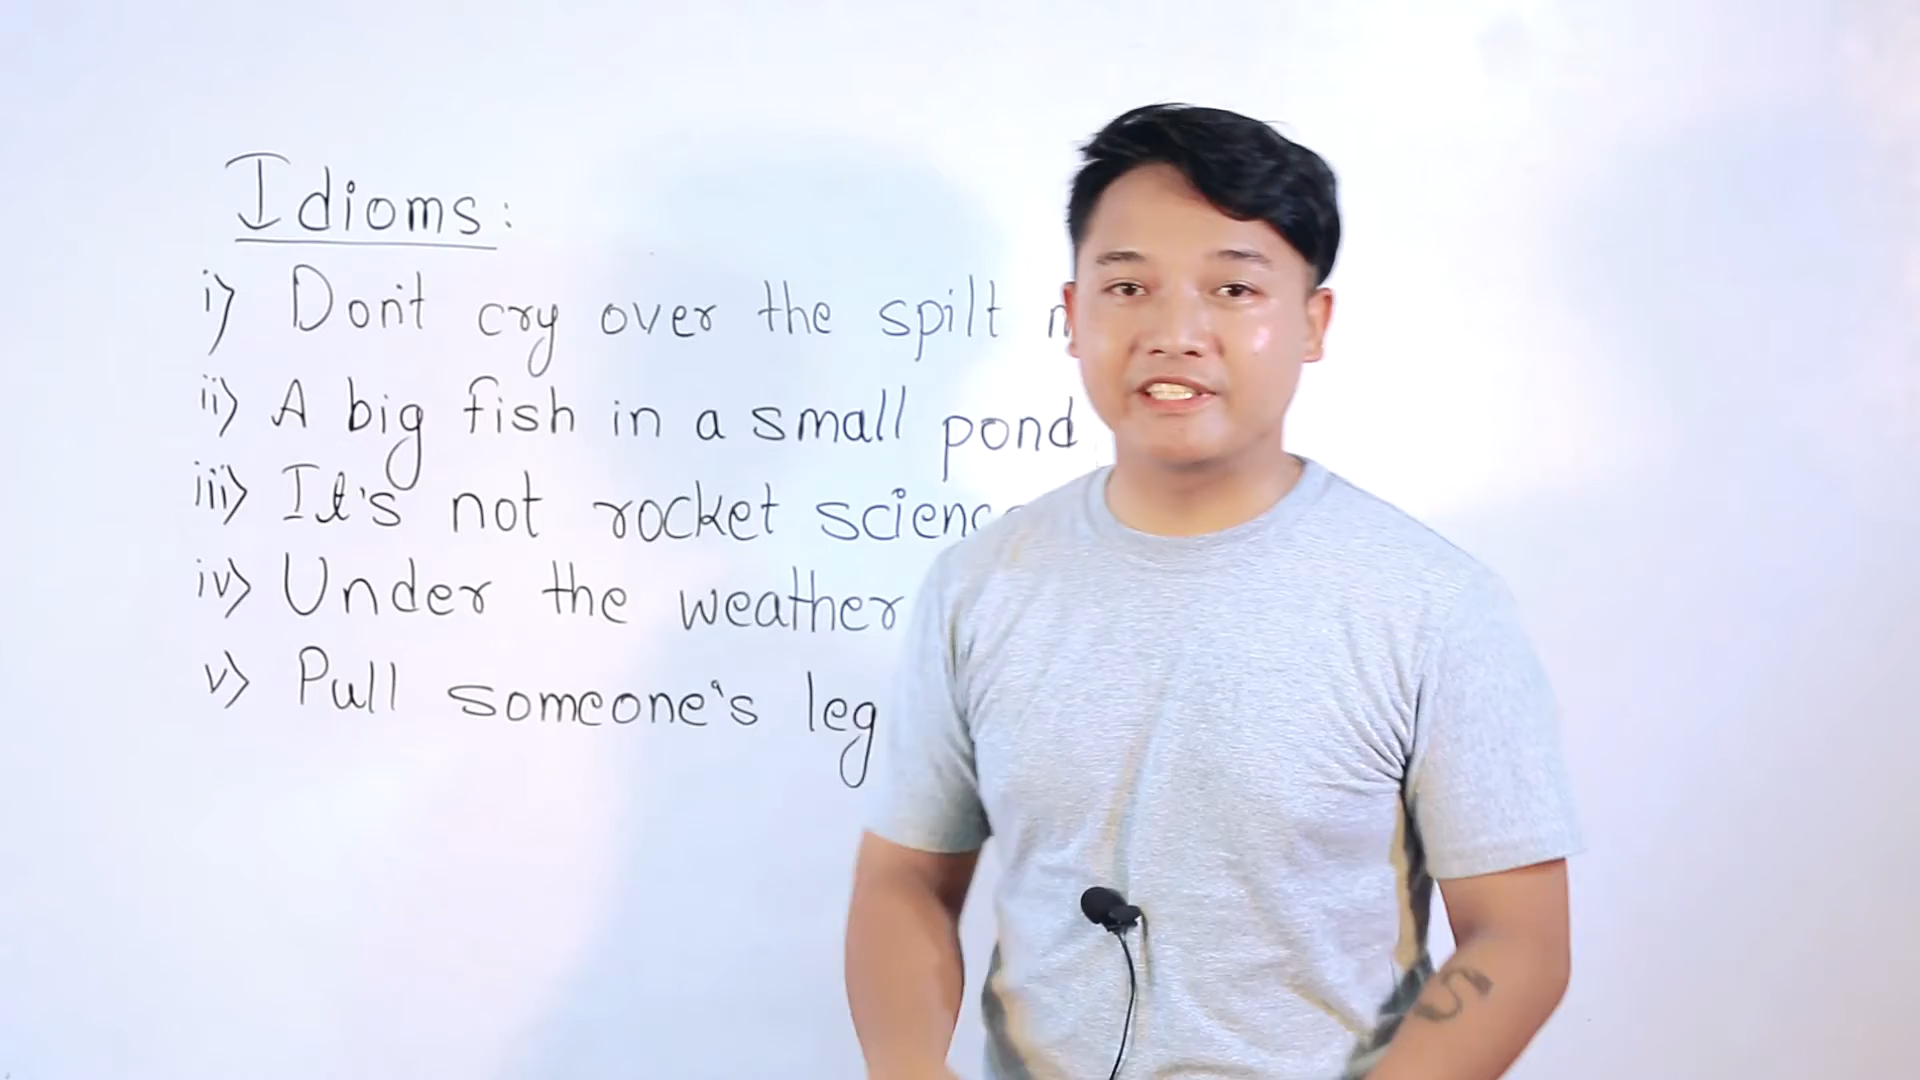 Idioms:
i) Don't cry over the spilt
ii) A big fish in a small pond
iii) It's not rocket scienc
iv) Under the weather
v) Pull someone's leg